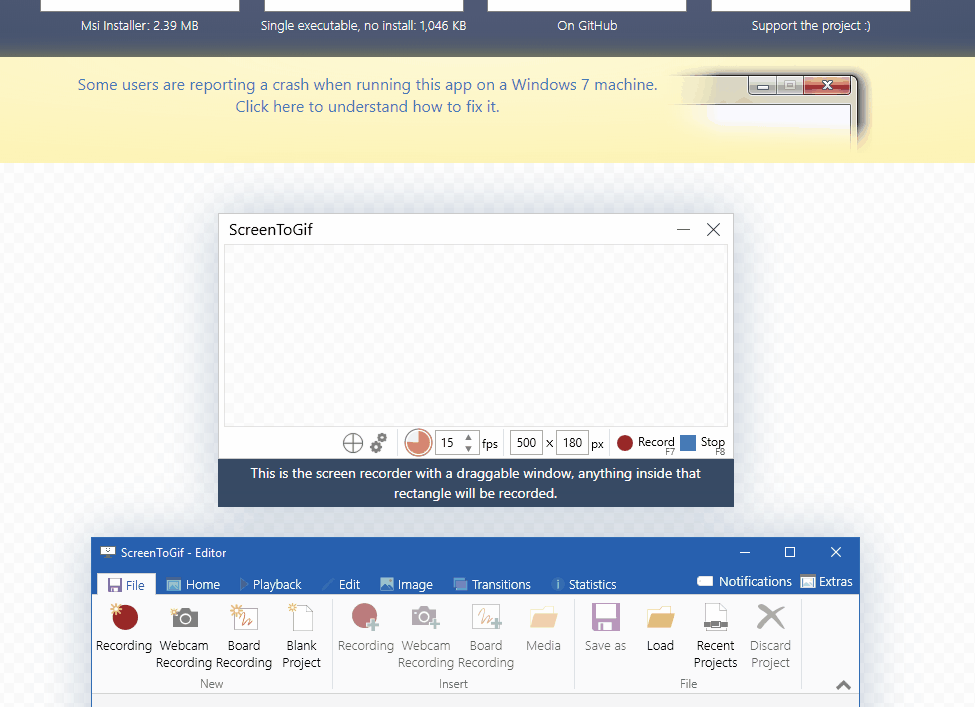 Msi Installer: 2.39 MB
Single executable, no install: 1,046 KB
On GitHub
Support the project :)
Some users are reporting a crash when running this app on a Windows 7 machine.
Click here to understand how to fix it.
ScreenToGif
15 fps 500 x 180 px Record Stop
F7 F8
This is the screen recorder with a draggable window, anything inside that
rectangle will be recorded.
ScreenToGif - Editor
File Home Playback Edit Image Transitions Statistics Notifications Extras
Recording Webcam Board Blank Recording Webcam Board Media Save as Load Recent Discard
Recording Recording Project Recording Recording Projects Project
New Insert File